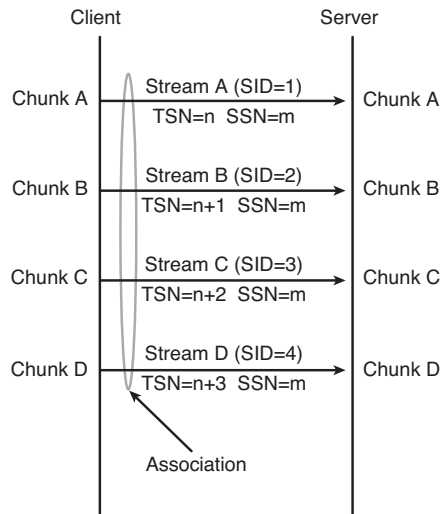 Client Server
Chunk A Stream A (SID=1) Chunk A
TSN=n SSN=m
Chunk B Stream B (SID=2) Chunk B
TSN=n+1 SSN=m
Chunk C Stream C (SID=3) Chunk C
TSN=n+2 SSN=m
Chunk D Stream D (SID=4) Chunk D
TSN=n+3 SSN=m
Association